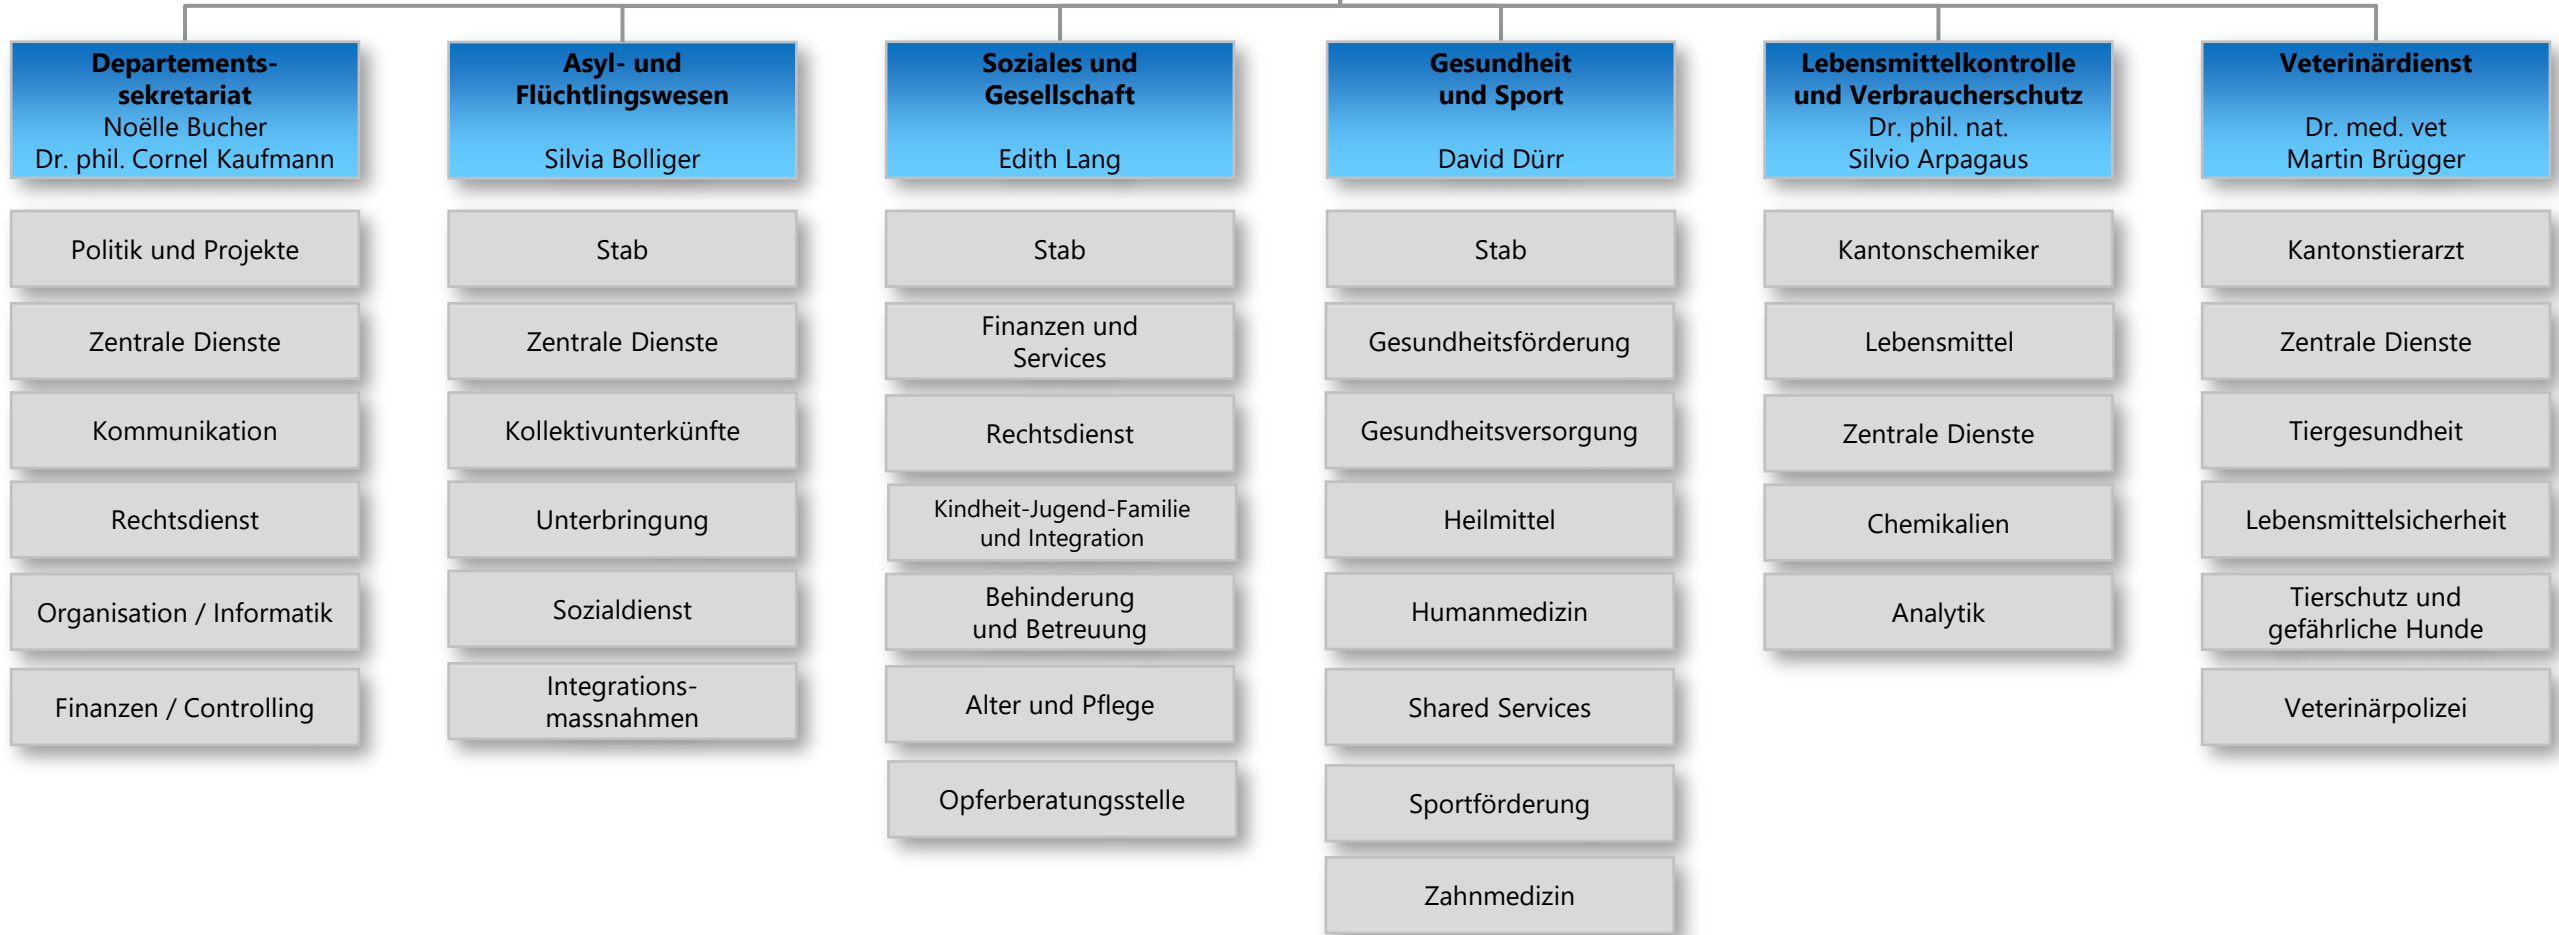 Departements-
sekretariat
Noëlle Bucher
Dr. phil. Cornel Kaufmann
Politik und Projekte
Zentrale Dienste
Kommunikation
Rechtsdienst
Organisation / Informatik
Finanzen / Controlling
Asyl- und
Flüchtlingswesen
Silvia Bolliger
Stab
Zentrale Dienste
Kollektivunterkünfte
Unterbringung
Sozialdienst
Integrations-
massnahmen
Soziales und
Gesellschaft
Edith Lang
Stab
Finanzen und
Services
Rechtsdienst
Kindheit-Jugend-Familie
und Integration
Behinderung
und Betreuung
Alter und Pflege
Opferberatungsstelle
Gesundheit
und Sport
David Dürr
Stab
Gesundheitsförderung
Gesundheitsversorgung
Heilmittel
Humanmedizin
Shared Services
Sportförderung
Zahnmedizin
Lebensmittelkontrolle
und Verbraucherschutz
Dr. phil. nat.
Silvio Arpagaus
Kantonschemiker
Lebensmittel
Zentrale Dienste
Chemikalien
Analytik
Veterinärdienst
Dr. med. vet
Martin Brügger
Kantonstierarzt
Zentrale Dienste
Tiergesundheit
Lebensmittelsicherheit
Tierschutz und
gefährliche Hunde
Veterinärpolizei